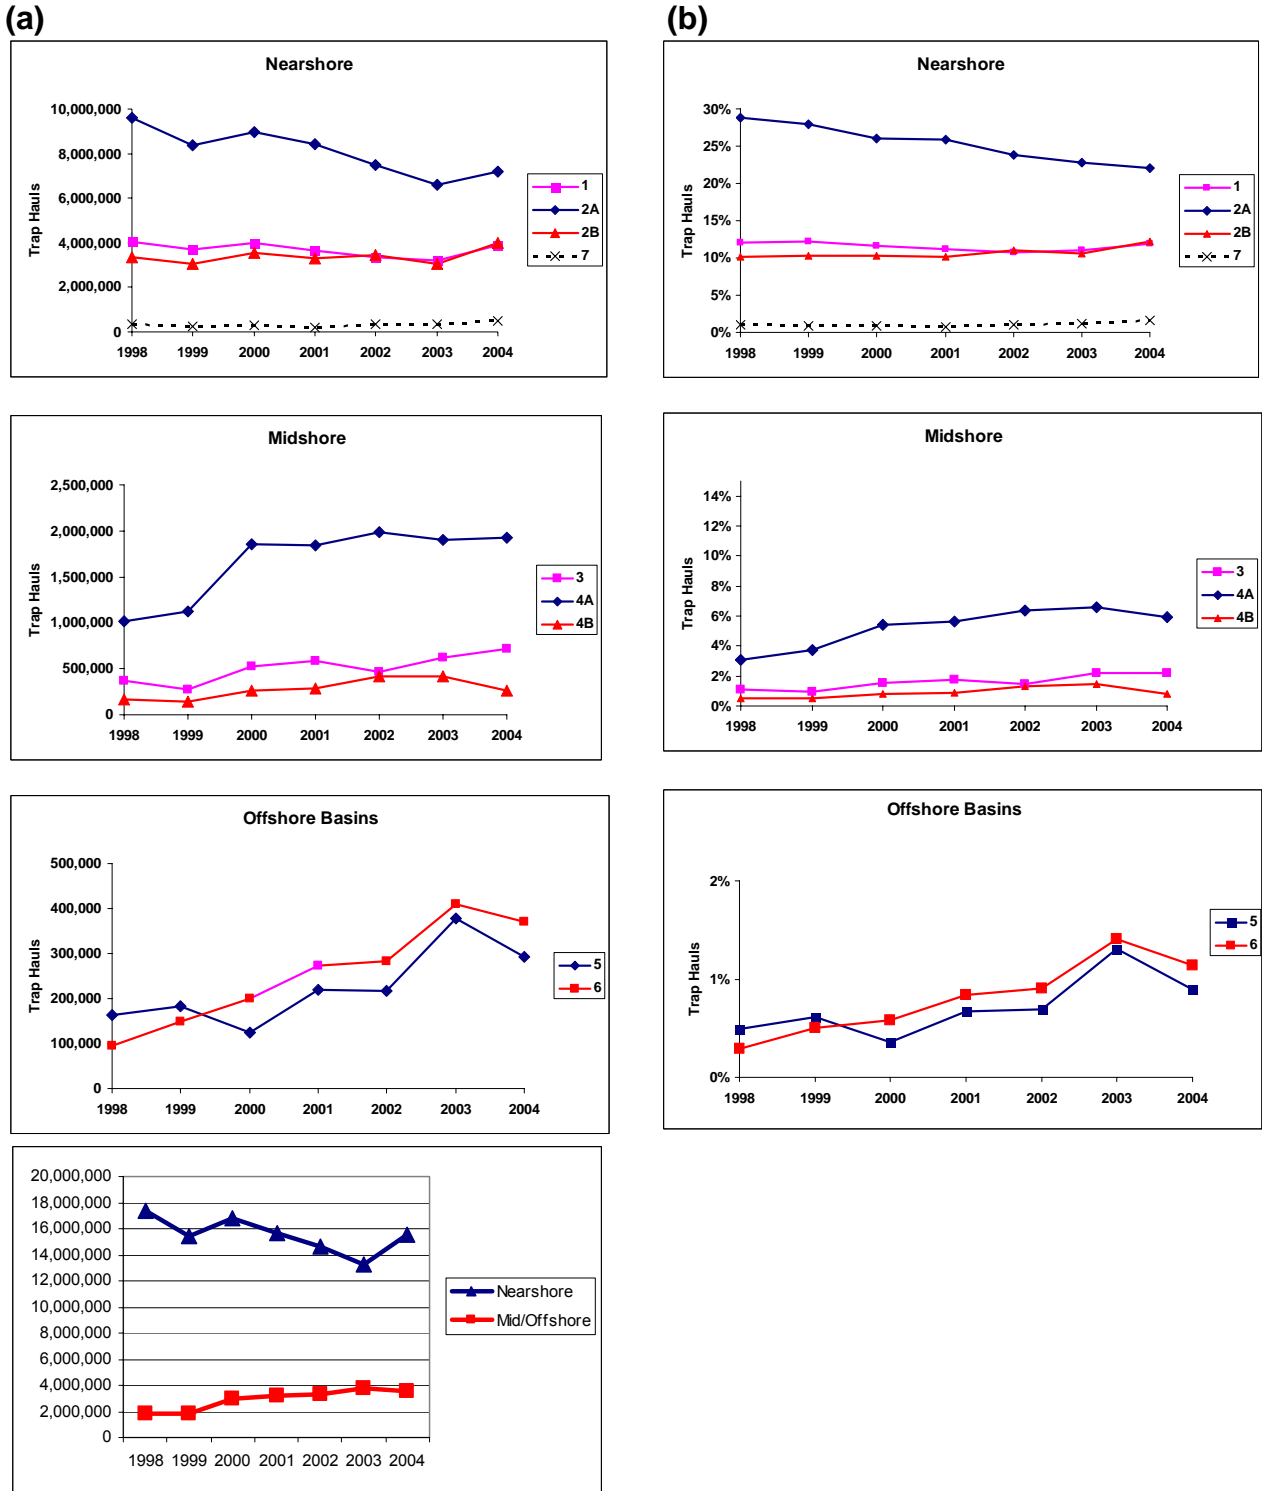 (a)
Nearshore
10,000,000
8,000,000
6,000,000
4,000,000
2,000,000
0
Trap Hauls
1998 1999 2000 2001 2002 2003 2004
1
2A
2B
7
Midshore
2,500,000
2,000,000
1,500,000
1,000,000
500,000
0
Trap Hauls
1998 1999 2000 2001 2002 2003 2004
3
4A
4B
Offshore Basins
500,000
400,000
300,000
200,000
100,000
0
Trap Hauls
1998 1999 2000 2001 2002 2003 2004
5
6
20,000,000
18,000,000
16,000,000
14,000,000
12,000,000
10,000,000
8,000,000
6,000,000
4,000,000
2,000,000
0
1998 1999 2000 2001 2002 2003 2004
Nearshore
Mid/Offshore
(b)
Nearshore
30%
25%
20%
15%
10%
5%
0%
Trap Hauls
1998 1999 2000 2001 2002 2003 2004
1
2A
2B
7
Midshore
14%
12%
10%
8%
6%
4%
2%
0%
Trap Hauls
1998 1999 2000 2001 2002 2003 2004
3
4A
4B
Offshore Basins
2%
1%
0%
Trap Hauls
1998 1999 2000 2001 2002 2003 2004
5
6